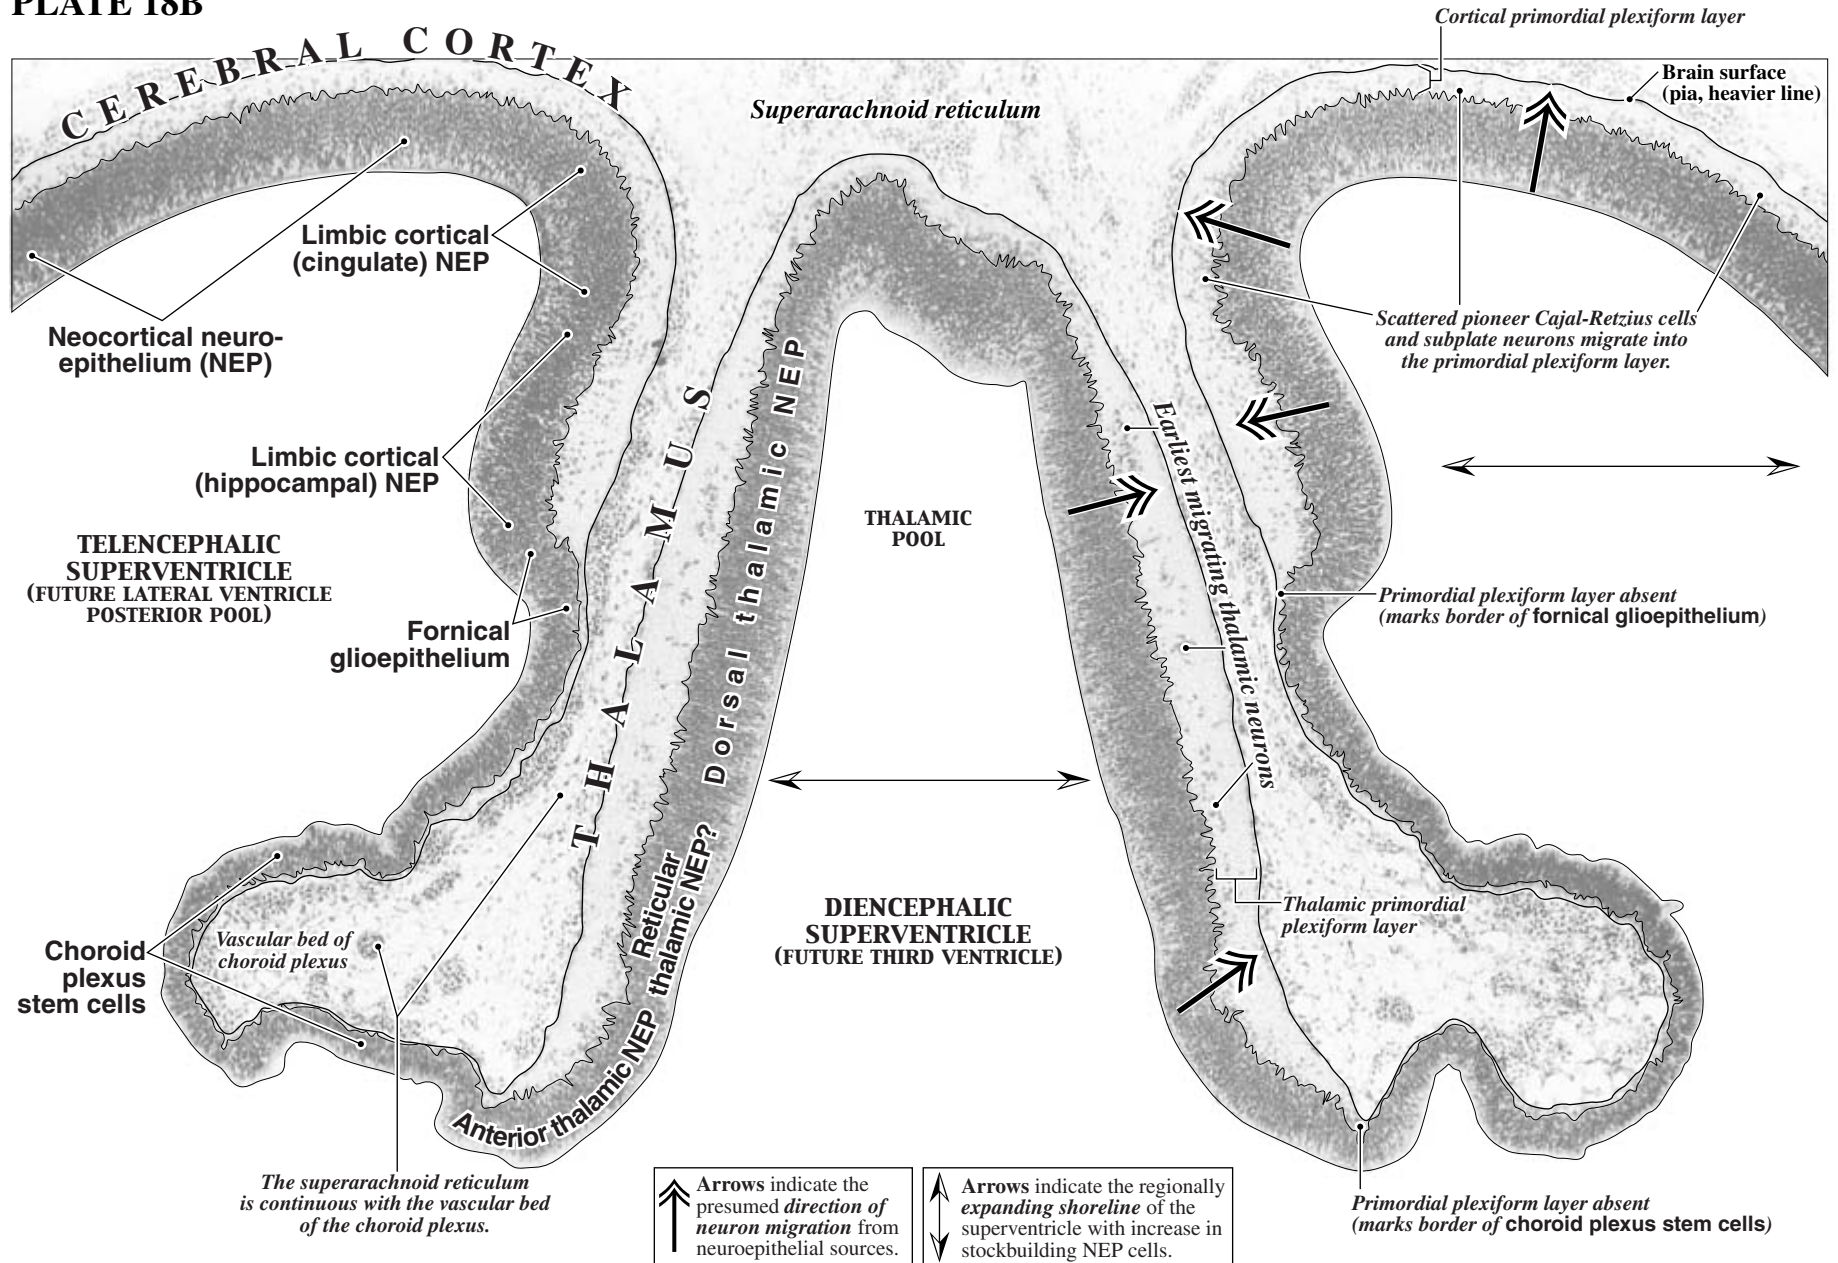 PLATE 18B
Cortical primordial plexiform layer
CEREBRAL CORTEX
Brain surface
(pia, heavier line)
Superarachnoid reticulum
Limbic cortical
(cingulate) NEP
Neocortical neuro-
epithelium (NEP)
Scattered pioneer Cajal-Retzius cells
and subplate neurons migrate into
the primordial plexiform layer.
Limbic cortical
(hippocampal) NEP
THALAMUS
Dorsal thalamic NEP
THALAMIC
POOL
Earliest migrating thalamic neurons
TELENCEPHALIC
SUPERVENTRICLE
(FUTURE LATERAL VENTRICLE
POSTERIOR POOL)
Fornical
glioepithelium
Primordial plexiform layer absent
(marks border of fornical glioepithelium)
Reticular
thalamic NEP?
DIENCEPHALIC
SUPERVENTRICLE
(FUTURE THIRD VENTRICLE)
Thalamic primordial
plexiform layer
Choroid
plexus
stem cells
Vascular bed of
choroid plexus
Anterior thalamic NEP
The superarachnoid reticulum
is continuous with the vascular bed
of the choroid plexus.
Arrows indicate the
presumed direction of
neuron migration from
neuroepithelial sources.
Arrows indicate the regionally
expanding shoreline of the
superventricle with increase in
stockbuilding NEP cells.
Primordial plexiform layer absent
(marks border of choroid plexus stem cells)